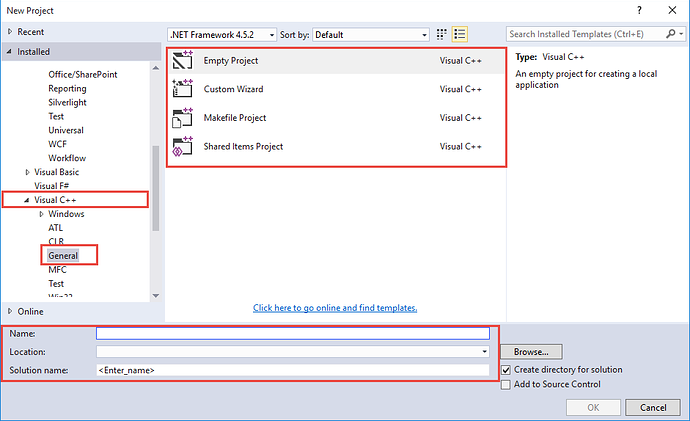 New Project
Recent
.NET Framework 4.5.2 Sort by: Default
Search Installed Templates (Ctrl+E)
Installed
Office/SharePoint
Reporting
Silverlight
Test
Universal
WCF
Workflow
Visual Basic
Visual F#
Visual C++
Windows
ATL
CLR
General
MFC
Test
Win32
Online
Empty Project Visual C++
Custom Wizard Visual C++
Makefile Project Visual C++
Shared Items Project Visual C++
Click here to go online and find templates.
Type: Visual C++
An empty project for creating a local
application
Name:
Location:
Browse...
Solution name: <Enter_name>
Create directory for solution
Add to Source Control
OK Cancel